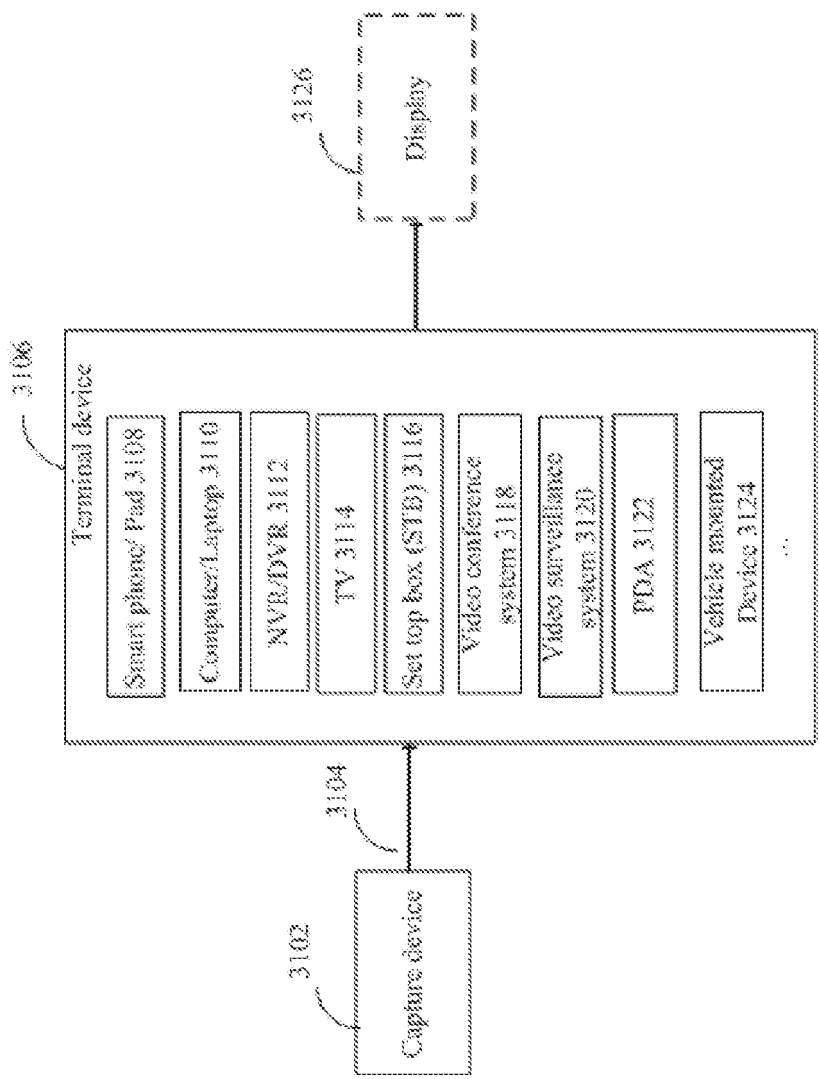 3102
Capture device
3104
3106
Terminal device
Smart phone/ Pad 3108
Computer/Laptop 3110
NVR/DVR 3112
TV 3114
Set top box (STB) 3116
Video conference
system 3118
Video surveillance
system 3120
PDA 3122
Vehicle mounted
Device 3124
...
3126
Display